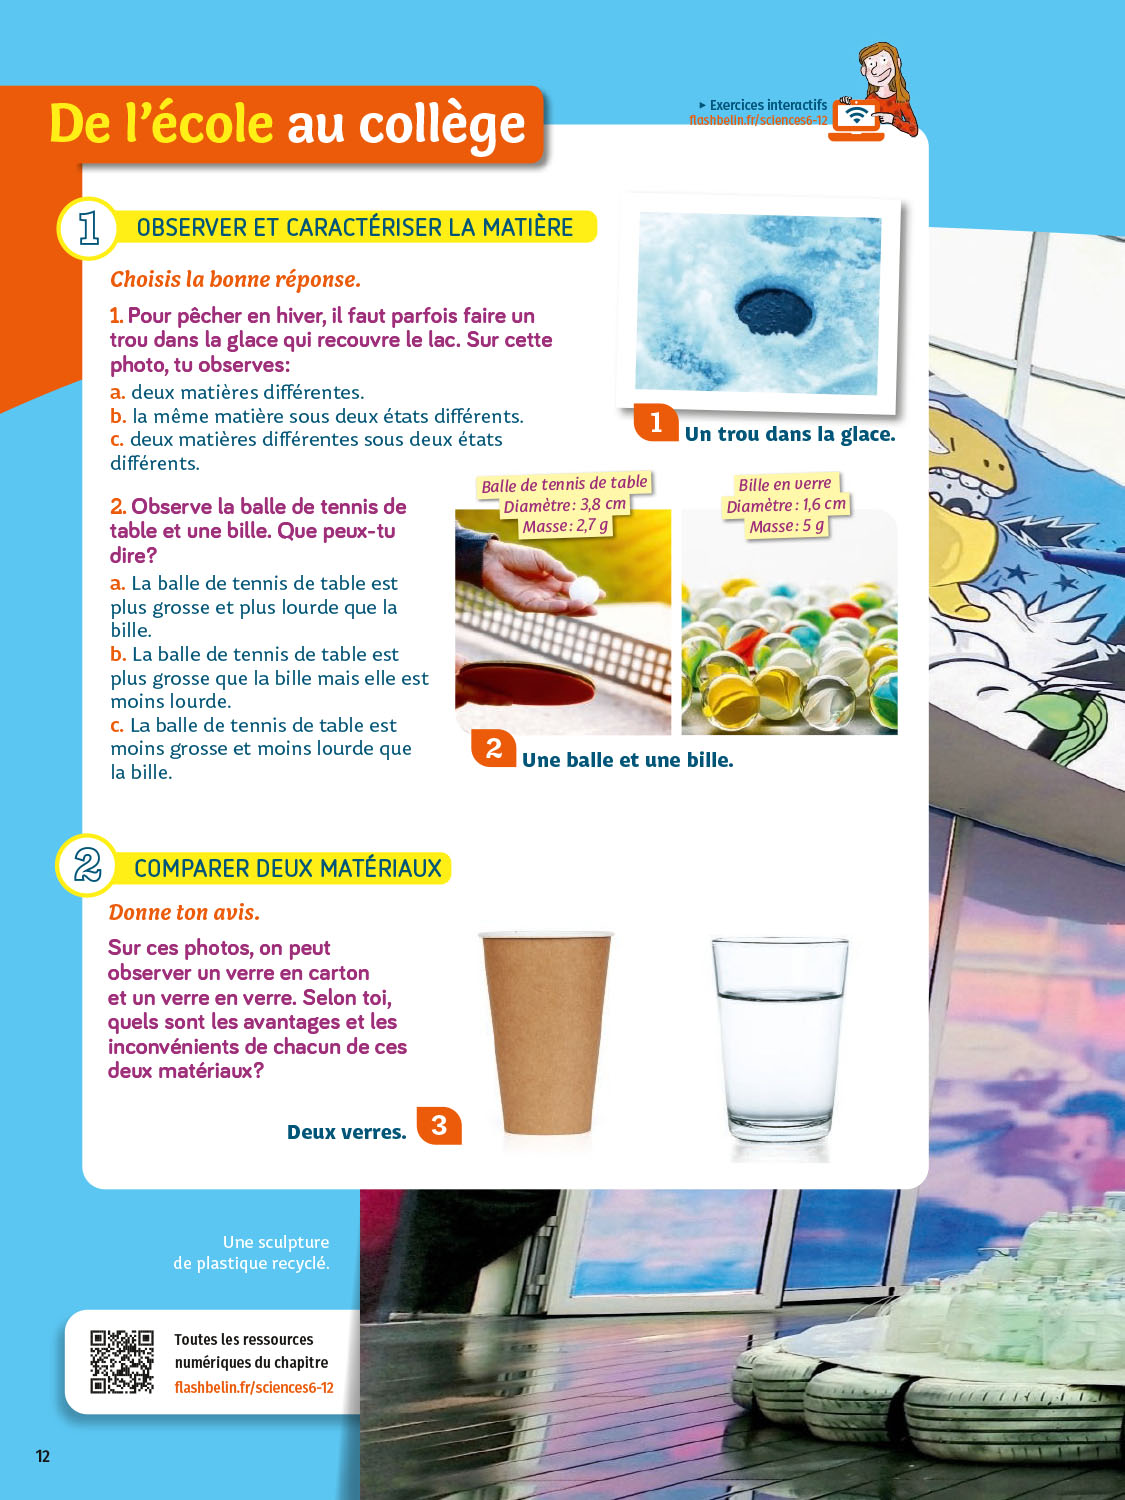 De l'école au collège
▸ Exercices interactifs
flashbelin.fr/sciences6-12
1
OBSERVER ET CARACTÉRISER LA MATIÈRE
Choisis la bonne réponse.
1. Pour pêcher en hiver, il faut parfois faire un
trou dans la glace qui recouvre le lac. Sur cette
photo, tu observes:
a. deux matières différentes.
b. la même matière sous deux états différents.
c. deux matières différentes sous deux états
différents.
1
Un trou dans la glace.
2. Observe la balle de tennis de
table et une bille. Que peux-tu
dire?
a. La balle de tennis de table est
plus grosse et plus lourde que la
bille.
b. La balle de tennis de table est
plus grosse que la bille mais elle est
moins lourde.
c. La balle de tennis de table est
moins grosse et moins lourde que
la bille.
Balle de tennis de table
Diamètre: 3,8 cm
Masse: 2,7 g
Bille en verre
Diamètre: 1,6 cm
Masse: 5 g
2
Une balle et une bille.
2
COMPARER DEUX MATÉRIAUX
Donne ton avis.
Sur ces photos, on peut
observer un verre en carton
et un verre en verre. Selon toi,
quels sont les avantages et les
inconvénients de chacun de ces
deux matériaux?
Deux verres.
3
Une sculpture
de plastique recyclé.
Toutes les ressources
numériques du chapitre
flashbelin.fr/sciences6-12
12